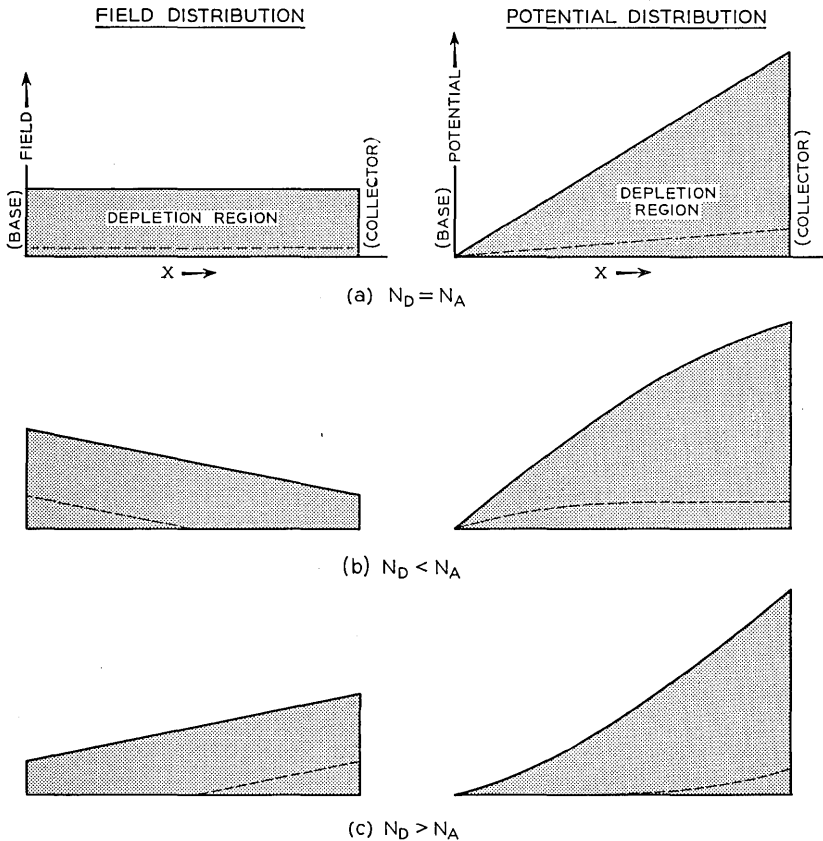 FIELD DISTRIBUTION
POTENTIAL DISTRIBUTION
FIELD
(BASE)
DEPLETION REGION
(COLLECTOR)
X
POTENTIAL
(BASE)
DEPLETION
REGION
(COLLECTOR)
X
(a) N_D = N_A
(b) N_D < N_A
(c) N_D > N_A